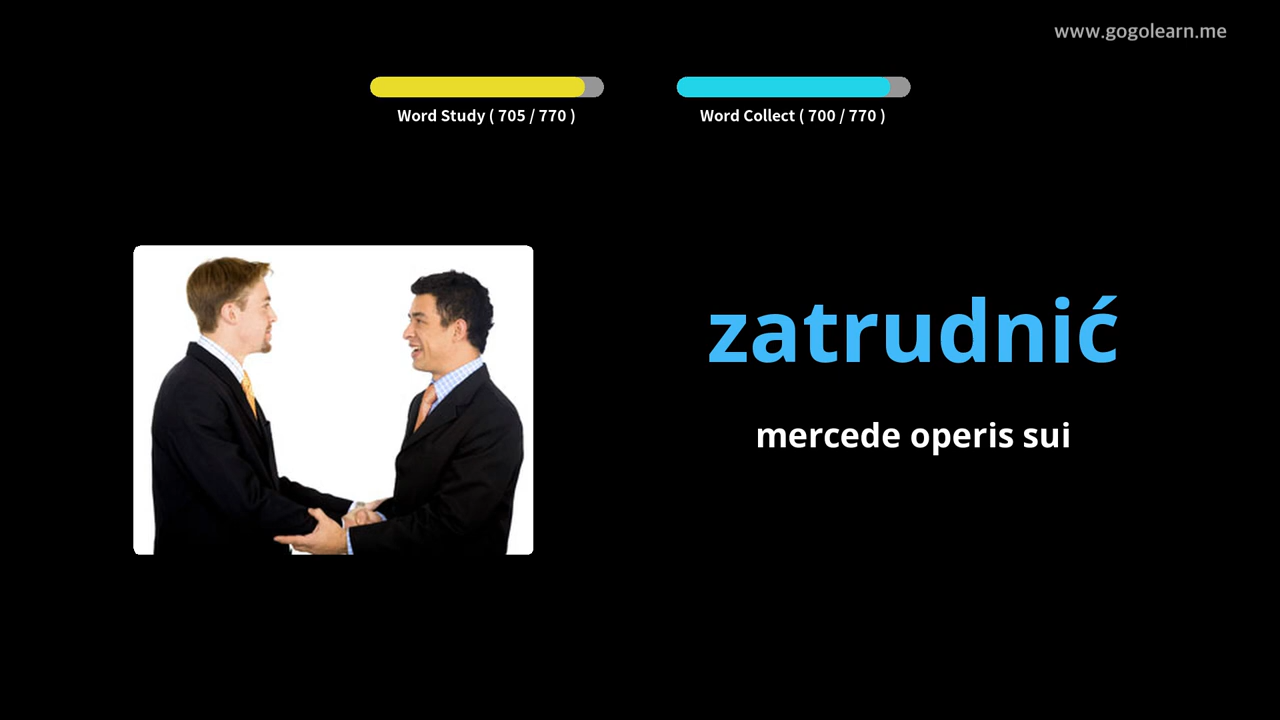 www.gogolearn.me
Word Study ( 705 / 770 )
Word Collect ( 700 / 770 )
zatrudnić
mercede operis sui